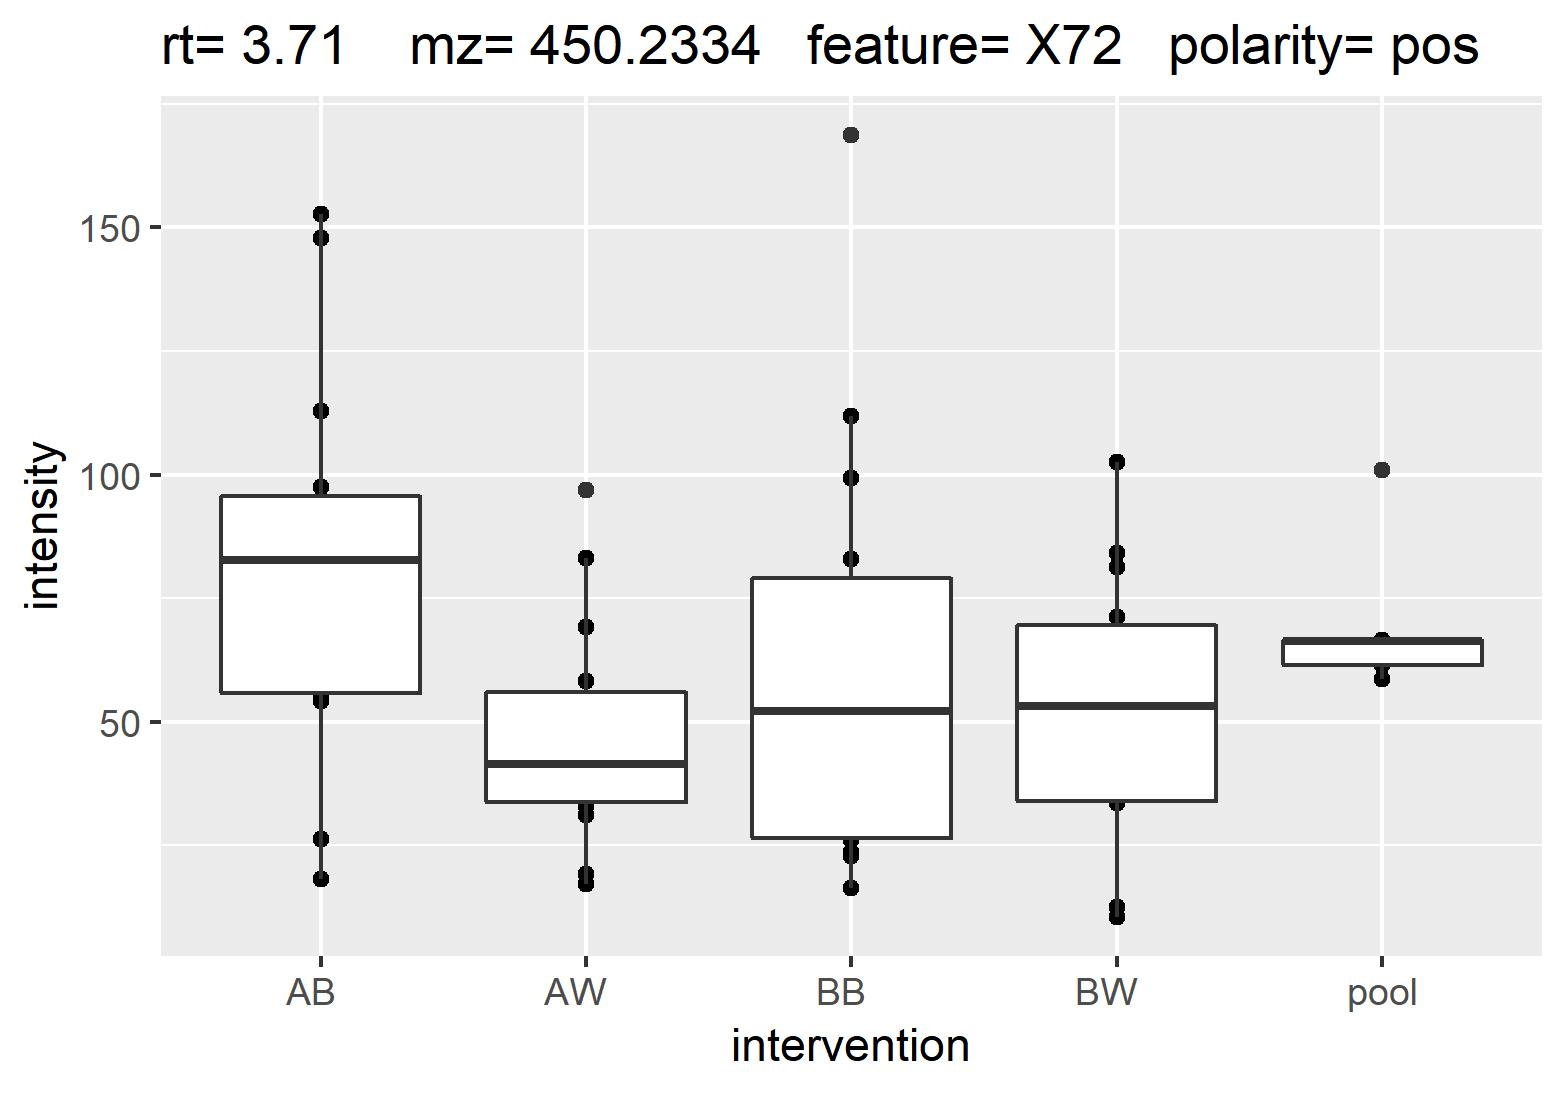 rt= 3.71 mz= 450.2334 feature= X72 polarity= pos
intensity
150
100
50
AB AW BB BW pool
intervention